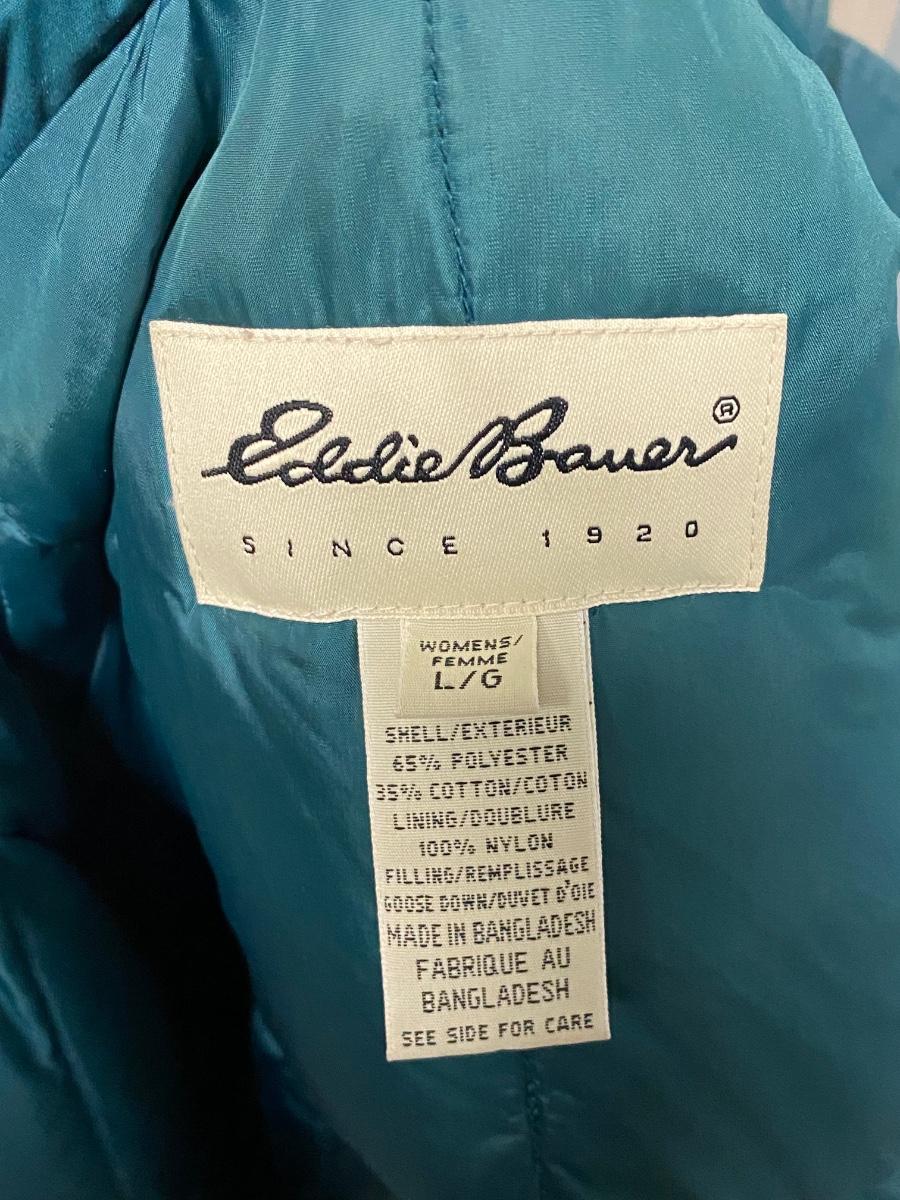 Eddie Bauer®
SINCE 1920
WOMENS/
FEMME
L/G
SHELL/EXTERIEUR
65% POLYESTER
35% COTTON/COTON
LINING/DOUBLURE
100% NYLON
FILLING/REMPLISSAGE
GOOSE DOWN/DUVET D'OIE
MADE IN BANGLADESH
FABRIQUE AU
BANGLADESH
SEE SIDE FOR CARE